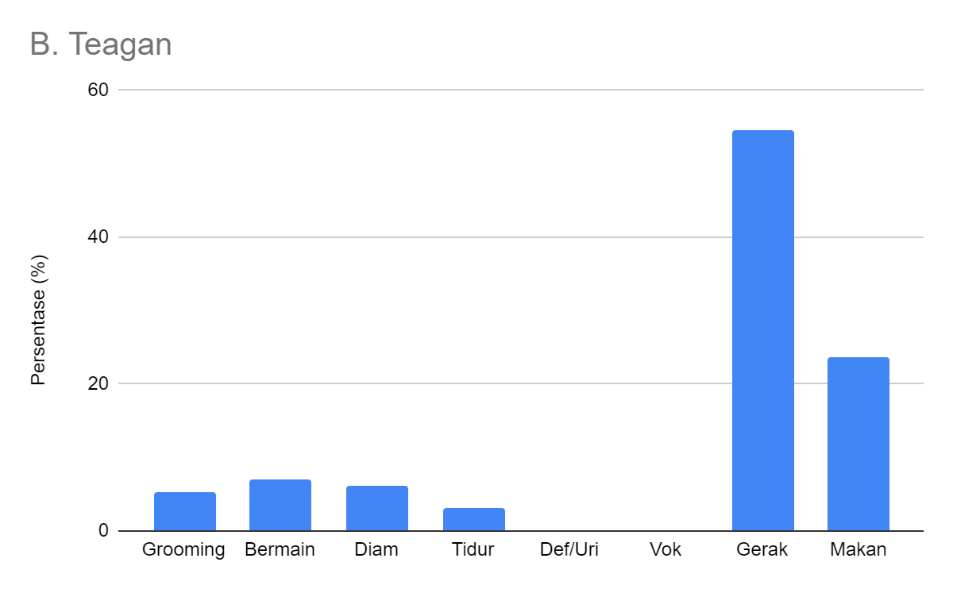 B. Teagan
Persentase (%)
60
40
20
0
Grooming Bermain Diam Tidur Def/Uri Vok Gerak Makan